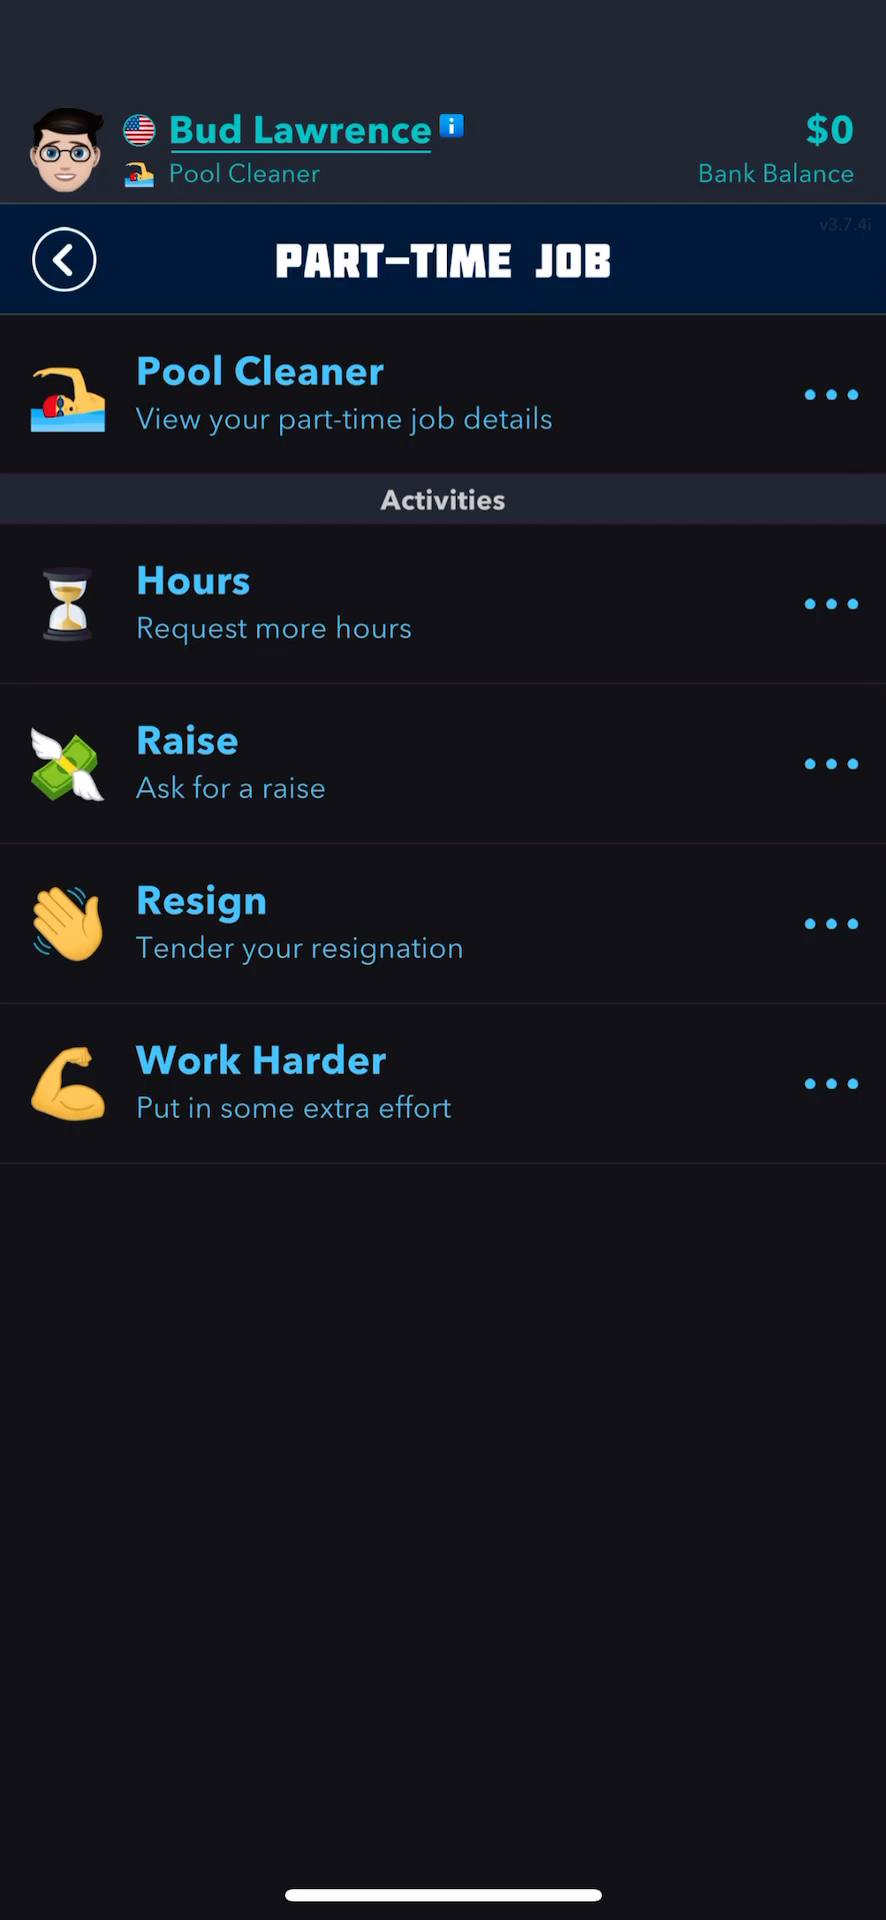 Bud Lawrence
$0
Pool Cleaner
Bank Balance
v3.7.4i
PART-TIME JOB
Pool Cleaner
View your part-time job details
Activities
Hours
Request more hours
Raise
Ask for a raise
Resign
Tender your resignation
Work Harder
Put in some extra effort